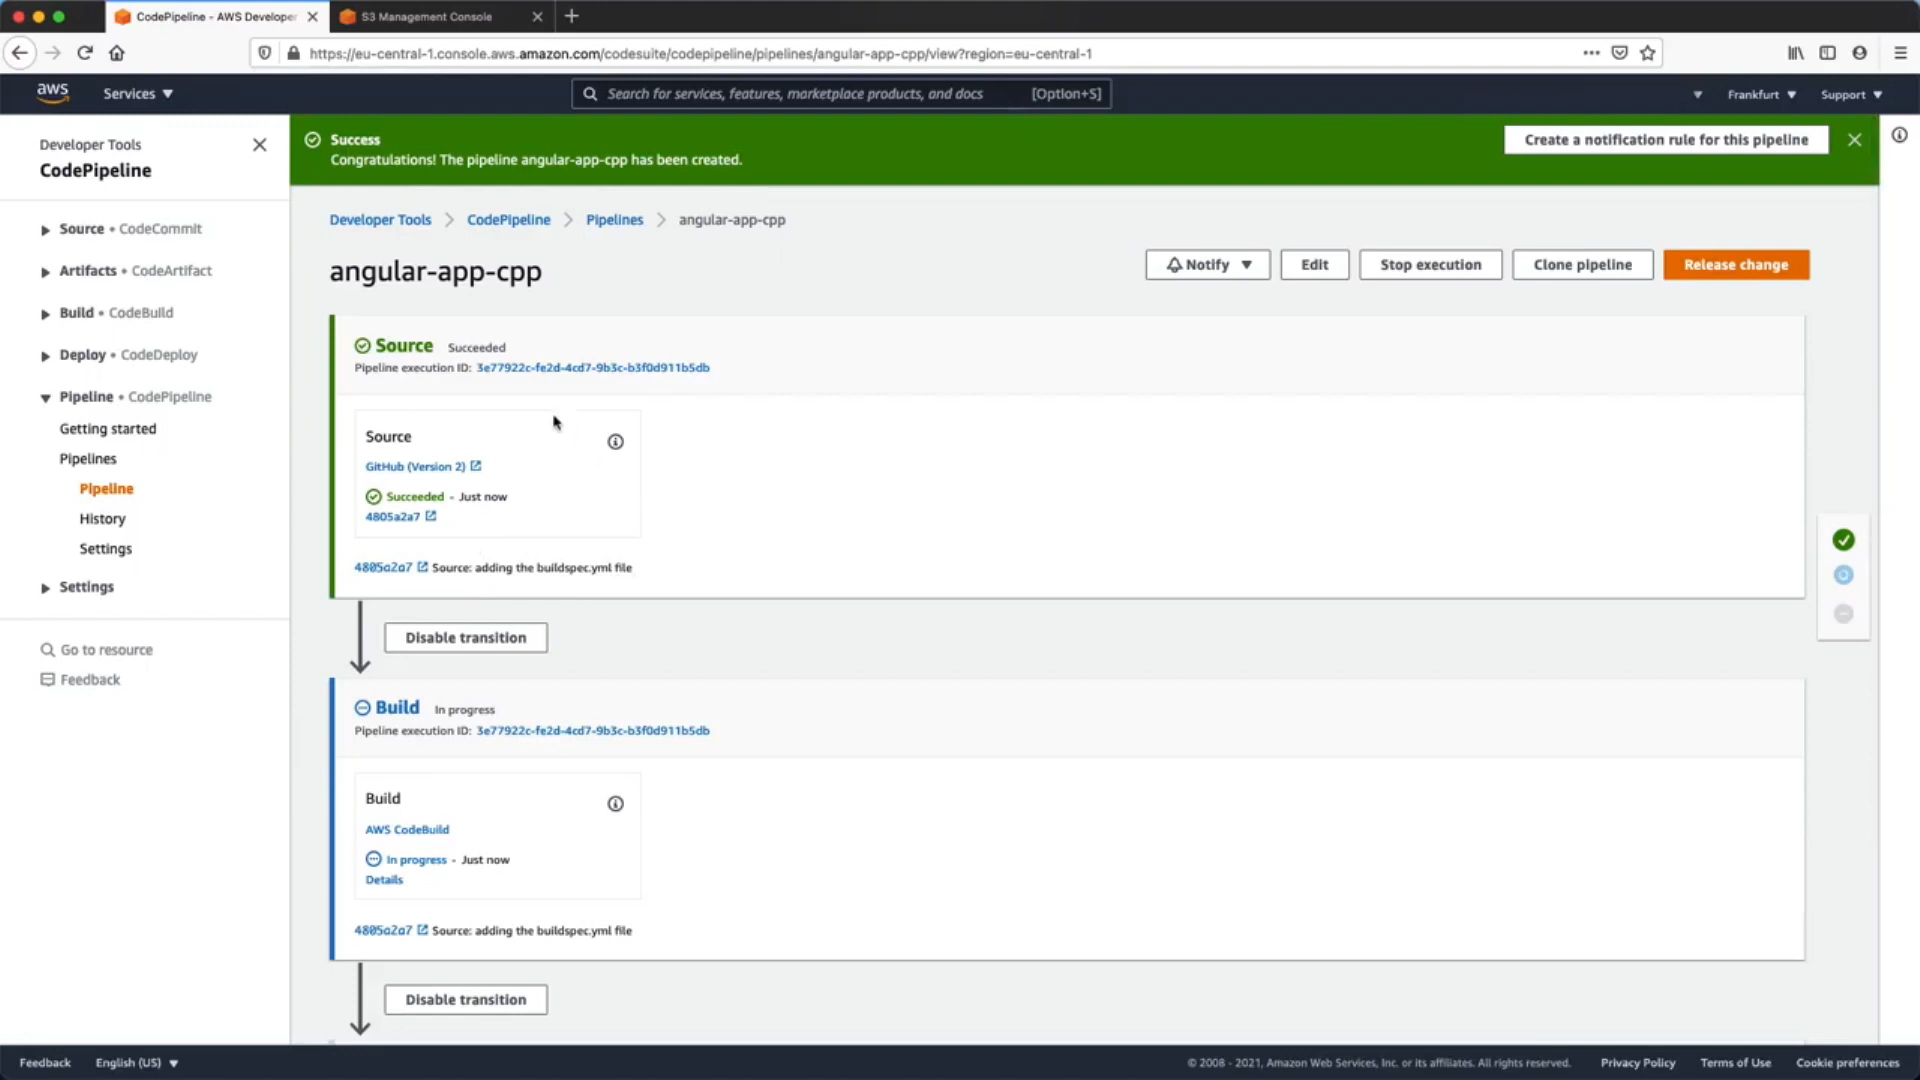 CodePipeline - AWS Developer
S3 Management Console
https://eu-central-1.console.aws.amazon.com/codesuite/codepipeline/pipelines/angular-app-cpp/view?region=eu-central-1
aws
Services
Search for services, features, marketplace products, and docs
[Option+S]
Frankfurt
Support
Developer Tools
CodePipeline
Source • CodeCommit
Artifacts • CodeArtifact
Build • CodeBuild
Deploy • CodeDeploy
Pipeline • CodePipeline
Getting started
Pipelines
Pipeline
History
Settings
Settings
Go to resource
Feedback
Success
Congratulations! The pipeline angular-app-cpp has been created.
Create a notification rule for this pipeline
Developer Tools > CodePipeline > Pipelines > angular-app-cpp
angular-app-cpp
Notify
Edit
Stop execution
Clone pipeline
Release change
Source Succeeded
Pipeline execution ID: 3e77922c-fe2d-4cd7-9b3c-b3f0d911b5db
Source
GitHub (Version 2)
Succeeded - Just now
4805a2a7
4805a2a7 Source: adding the buildspec.yml file
Disable transition
Build In progress
Pipeline execution ID: 3e77922c-fe2d-4cd7-9b3c-b3f0d911b5db
Build
AWS CodeBuild
In progress - Just now
Details
4805a2a7 Source: adding the buildspec.yml file
Disable transition
Feedback
English (US)
© 2008 - 2021, Amazon Web Services, Inc. or its affiliates. All rights reserved.
Privacy Policy
Terms of Use
Cookie preferences